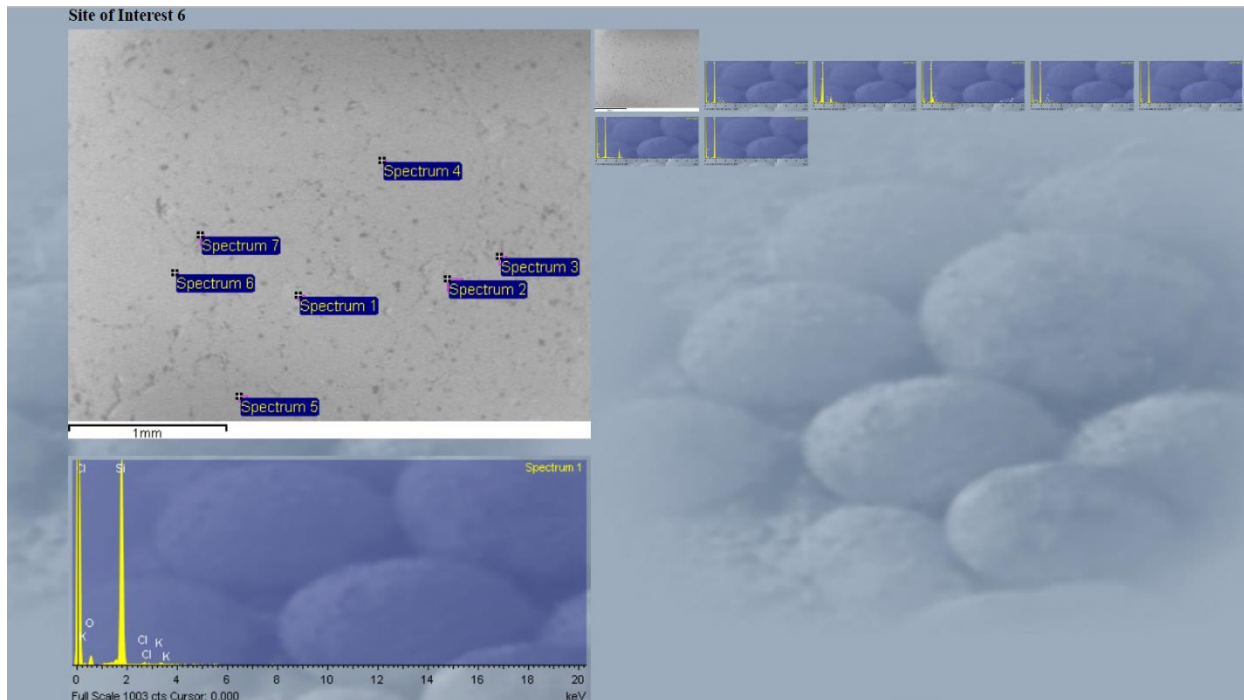 Site of Interest 6
Spectrum 4
Spectrum 7
Spectrum 3
Spectrum 6
Spectrum 2
Spectrum 1
Spectrum 5
1mm
Spectrum 1
Cl Si
O
K
Cl K
Cl K
0 2 4 6 8 10 12 14 16 18 20
Full Scale 1003 cts Cursor: 0.000 keV